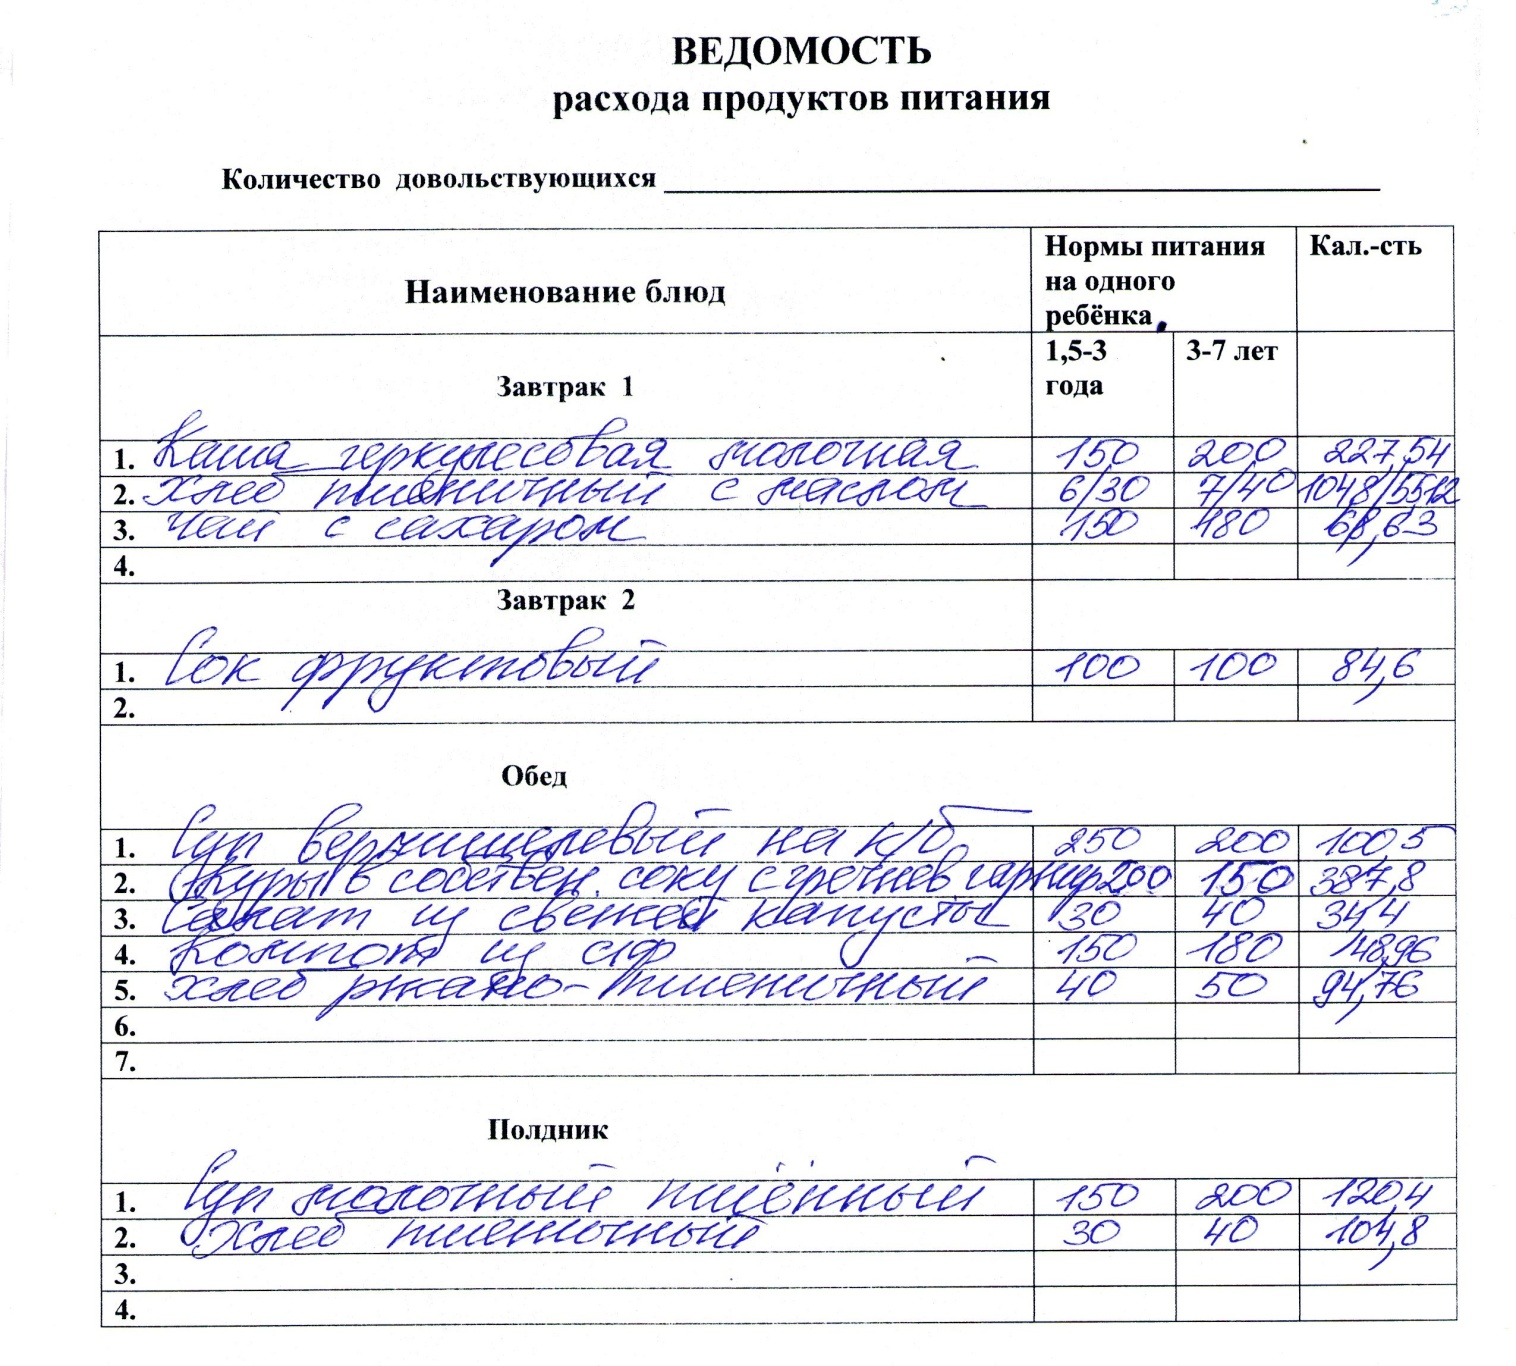 ВЕДОМОСТЬ
расхода продуктов питания
Количество довольствующихся
Наименование блюд
Нормы питания на одного ребёнка
Кал.-сть
Завтрак 1
1,5-3 года
3-7 лет
1. Каша геркулесовая молочная 150 200 227,54
2. Хлеб пшеничный с маслом 6/30 7/40 104,8/55,12
3. Чай с сахаром 150 180 68,63
4.
Завтрак 2
1. Сок фруктовый 100 100 84,6
2.
Обед
1. Суп вермишелевый на к/б 250 200 100,5
2. Куры в собствен. соку с гречнев гарнир 200 150 387,8
3. Салат из свежей капусты 30 40 34,4
4. Компот из с/ф 150 180 148,96
5. Хлеб ржано-пшеничный 40 50 94,76
6.
7.
Полдник
1. Суп молочный пшённый 150 200 120,4
2. Хлеб пшеничный 30 40 104,8
3.
4.